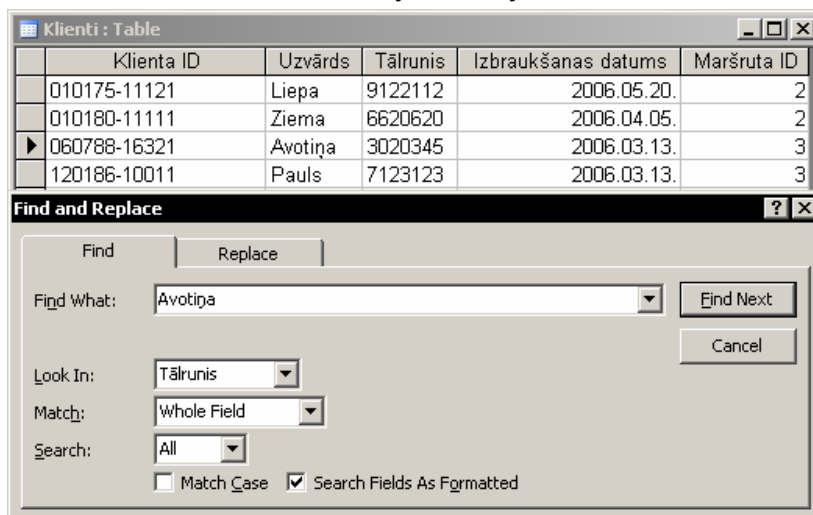 Klienti : Table
Klienta ID Uzvārds Tālrunis Izbraukšanas datums Maršruta ID
010175-11121 Liepa 9122112 2006.05.20. 2
010180-11111 Ziema 6620620 2006.04.05. 2
060788-16321 Avotiņa 3020345 2006.03.13. 3
120186-10011 Pauls 7123123 2006.03.13. 3
Find and Replace
Find Replace
Find What: Avotiņa Find Next
Cancel
Look In: Tālrunis
Match: Whole Field
Search: All
Match Case Search Fields As Formatted